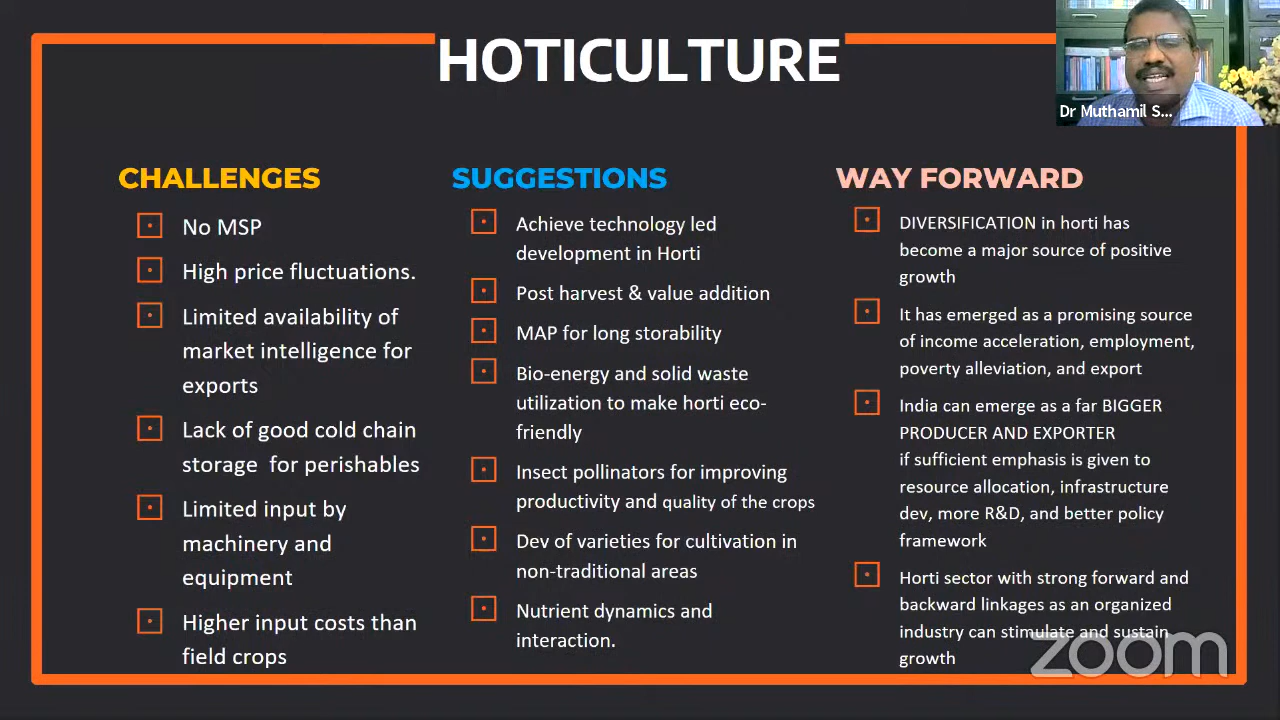 HOTICULTURE
Dr Muthamil S...
CHALLENGES
No MSP
High price fluctuations.
Limited availability of
market intelligence for
exports
Lack of good cold chain
storage for perishables
Limited input by
machinery and
equipment
Higher input costs than
field crops
SUGGESTIONS
Achieve technology led
development in Horti
Post harvest & value addition
MAP for long storability
Bio-energy and solid waste
utilization to make horti eco-
friendly
Insect pollinators for improving
productivity and quality of the crops
Dev of varieties for cultivation in
non-traditional areas
Nutrient dynamics and
interaction.
WAY FORWARD
DIVERSIFICATION in horti has
become a major source of positive
growth
It has emerged as a promising source
of income acceleration, employment,
poverty alleviation, and export
India can emerge as a far BIGGER
PRODUCER AND EXPORTER
if sufficient emphasis is given to
resource allocation, infrastructure
dev, more R&D, and better policy
framework
Horti sector with strong forward and
backward linkages as an organized
industry can stimulate and sustain
growth
zoom